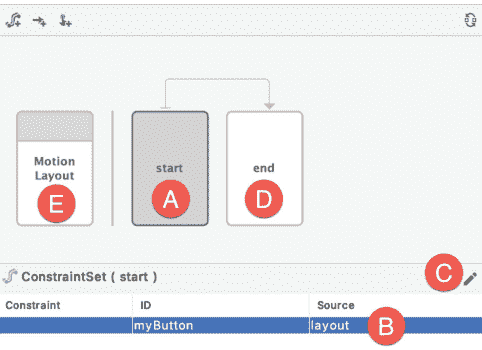 Motion
Layout
start
end
E
A
D
ConstraintSet ( start )
C
Constraint
ID
Source
myButton
layout
B